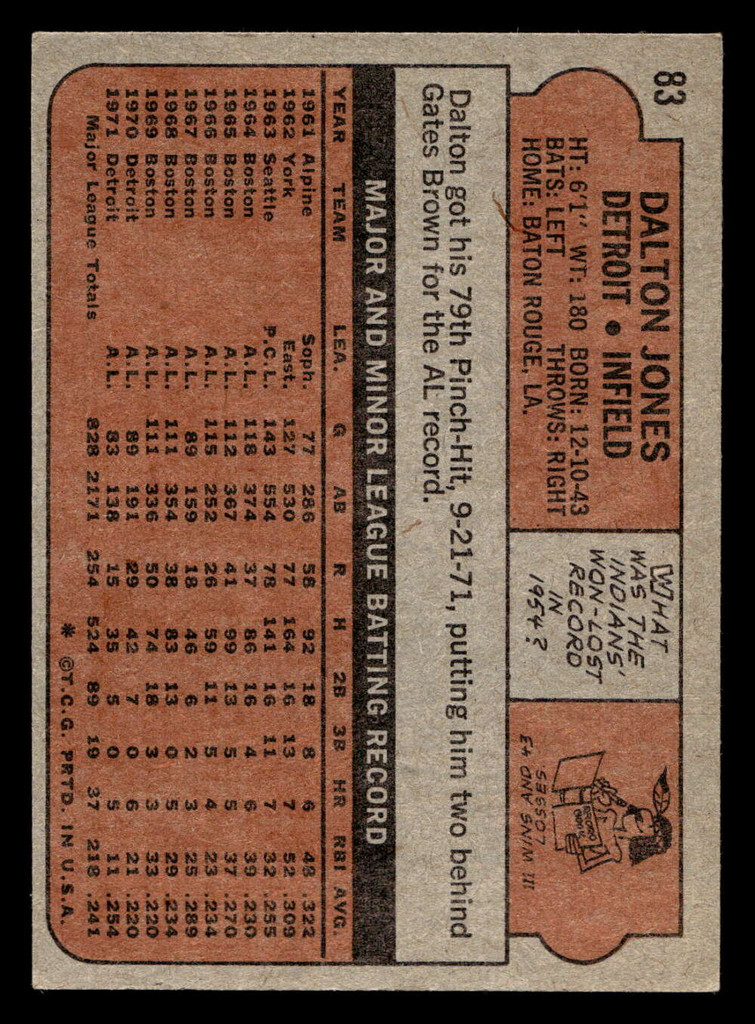 83
DALTON JONES
DETROIT • INFIELD
HT: 6'1" WT: 180 BORN: 12-10-43
BATS: LEFT THROWS: RIGHT
HOME: BATON ROUGE, LA.
WHAT
WAS THE
INDIANS'
WON-LOST
RECORD
IN
1954?
111 WINS AND 43
LOSSES
Dalton got his 79th Pinch-Hit, 9-21-71, putting him two behind
Gates Brown for the AL record.
MAJOR AND MINOR LEAGUE BATTING RECORD
YEAR TEAM LEA. G AB R H 2B 3B HR RBI AVG.
1961 Alpine Soph. 77 286 58 92 18 8 6 48 .322
1962 York East. 127 530 77 164 16 13 7 52 .309
1963 Seattle P.C.L. 143 554 78 141 16 11 7 32 .255
1964 Boston A.L. 118 374 37 86 16 4 6 39 .230
1965 Boston A.L. 112 367 41 99 13 5 5 37 .270
1966 Boston A.L. 115 252 26 59 11 5 4 23 .234
1967 Boston A.L. 89 159 18 46 6 2 3 25 .289
1968 Boston A.L. 111 354 38 83 13 0 5 29 .234
1969 Boston A.L. 111 336 50 74 18 3 3 33 .220
1970 Detroit A.L. 89 191 29 42 7 0 6 21 .220
1971 Detroit A.L. 83 138 15 35 5 0 5 11 .254
Major League Totals 828 2171 254 524 89 19 37 218 .241
* ©T.C.G. PRTD. IN U.S.A.